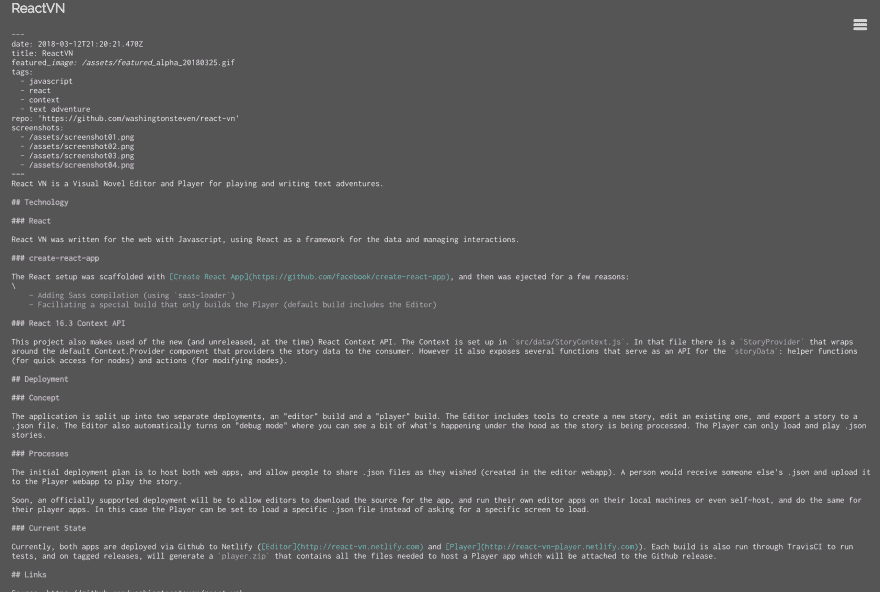 ReactVN
---
date: 2018-03-12T21:20:21.470Z
title: ReactVN
featured_image: /assets/featured_alpha_20180325.gif
tags:
- javascript
- react
- context
- text adventure
repo: 'https://github.com/washingtonsteven/react-vn'
screenshots:
- /assets/screenshot01.png
- /assets/screenshot02.png
- /assets/screenshot03.png
- /assets/screenshot04.png
---
React VN is a Visual Novel Editor and Player for playing and writing text adventures.
## Technology
### React
React VN was written for the web with Javascript, using React as a framework for the data and managing interactions.
### create-react-app
The React setup was scaffolded with [Create React App](https://github.com/facebook/create-react-app), and then was ejected for a few reasons:
\
- Adding Sass compilation (using `sass-loader`)
- Faciliating a special build that only builds the Player (default build includes the Editor)
### React 16.3 Context API
This project also makes used of the new (and unreleased, at the time) React Context API. The Context is set up in `src/data/StoryContext.js`. In that file there is a `StoryProvider` that wraps
around the default Context.Provider component that providers the story data to the consumer. However it also exposes several functions that serve as an API for the `storyData`: helper functions
(for quick access for nodes) and actions (for modifying nodes).
## Deployment
### Concept
The application is split up into two separate deployments, an "editor" build and a "player" build. The Editor includes tools to create a new story, edit an existing one, and export a story to a
.json file. The Editor also automatically turns on "debug mode" where you can see a bit of what's happening under the hood as the story is being processed. The Player can only load and play .json
stories.
### Processes
The initial deployment plan is to host both web apps, and allow people to share .json files as they wished (created in the editor webapp). A person would receive someone else's .json and upload it
to the Player webapp to play the story.
Soon, an officially supported deployment will be to allow editors to download the source for the app, and run their own editor apps on their local machines or even self-host, and do the same for
their player apps. In this case the Player can be set to load a specific .json file instead of asking for a specific screen to load.
### Current State
Currently, both apps are deployed via Github to Netlify ([Editor](http://react-vn.netlify.com) and [Player](http://react-vn-player.netlify.com)). Each build is also run through TravisCI to run
tests, and on tagged releases, will generate a `player.zip` that contains all the files needed to host a Player app which will be attached to the Github release.
## Links